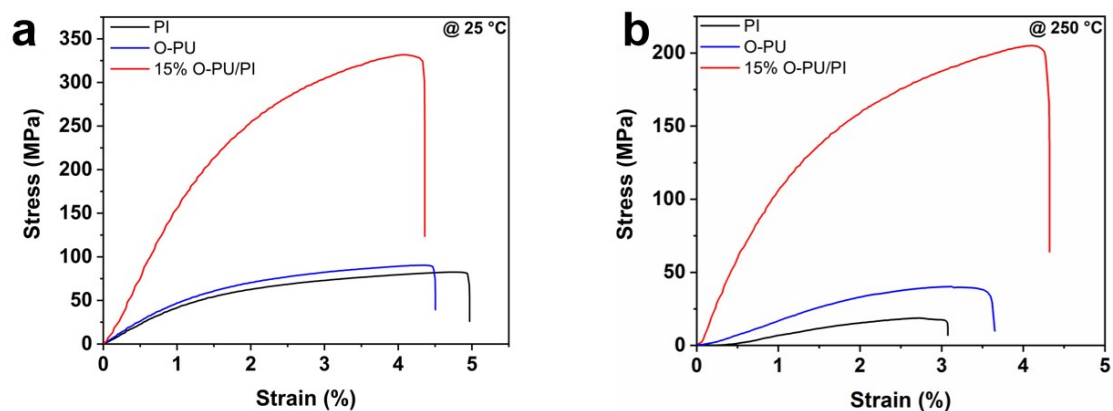 a
@ 25 °C
PI
O-PU
15% O-PU/PI
350
300
250
200
150
100
50
0
Stress (MPa)
0 1 2 3 4 5
Strain (%)
b
@ 250 °C
PI
O-PU
15% O-PU/PI
200
150
100
50
0
Stress (MPa)
0 1 2 3 4 5
Strain (%)